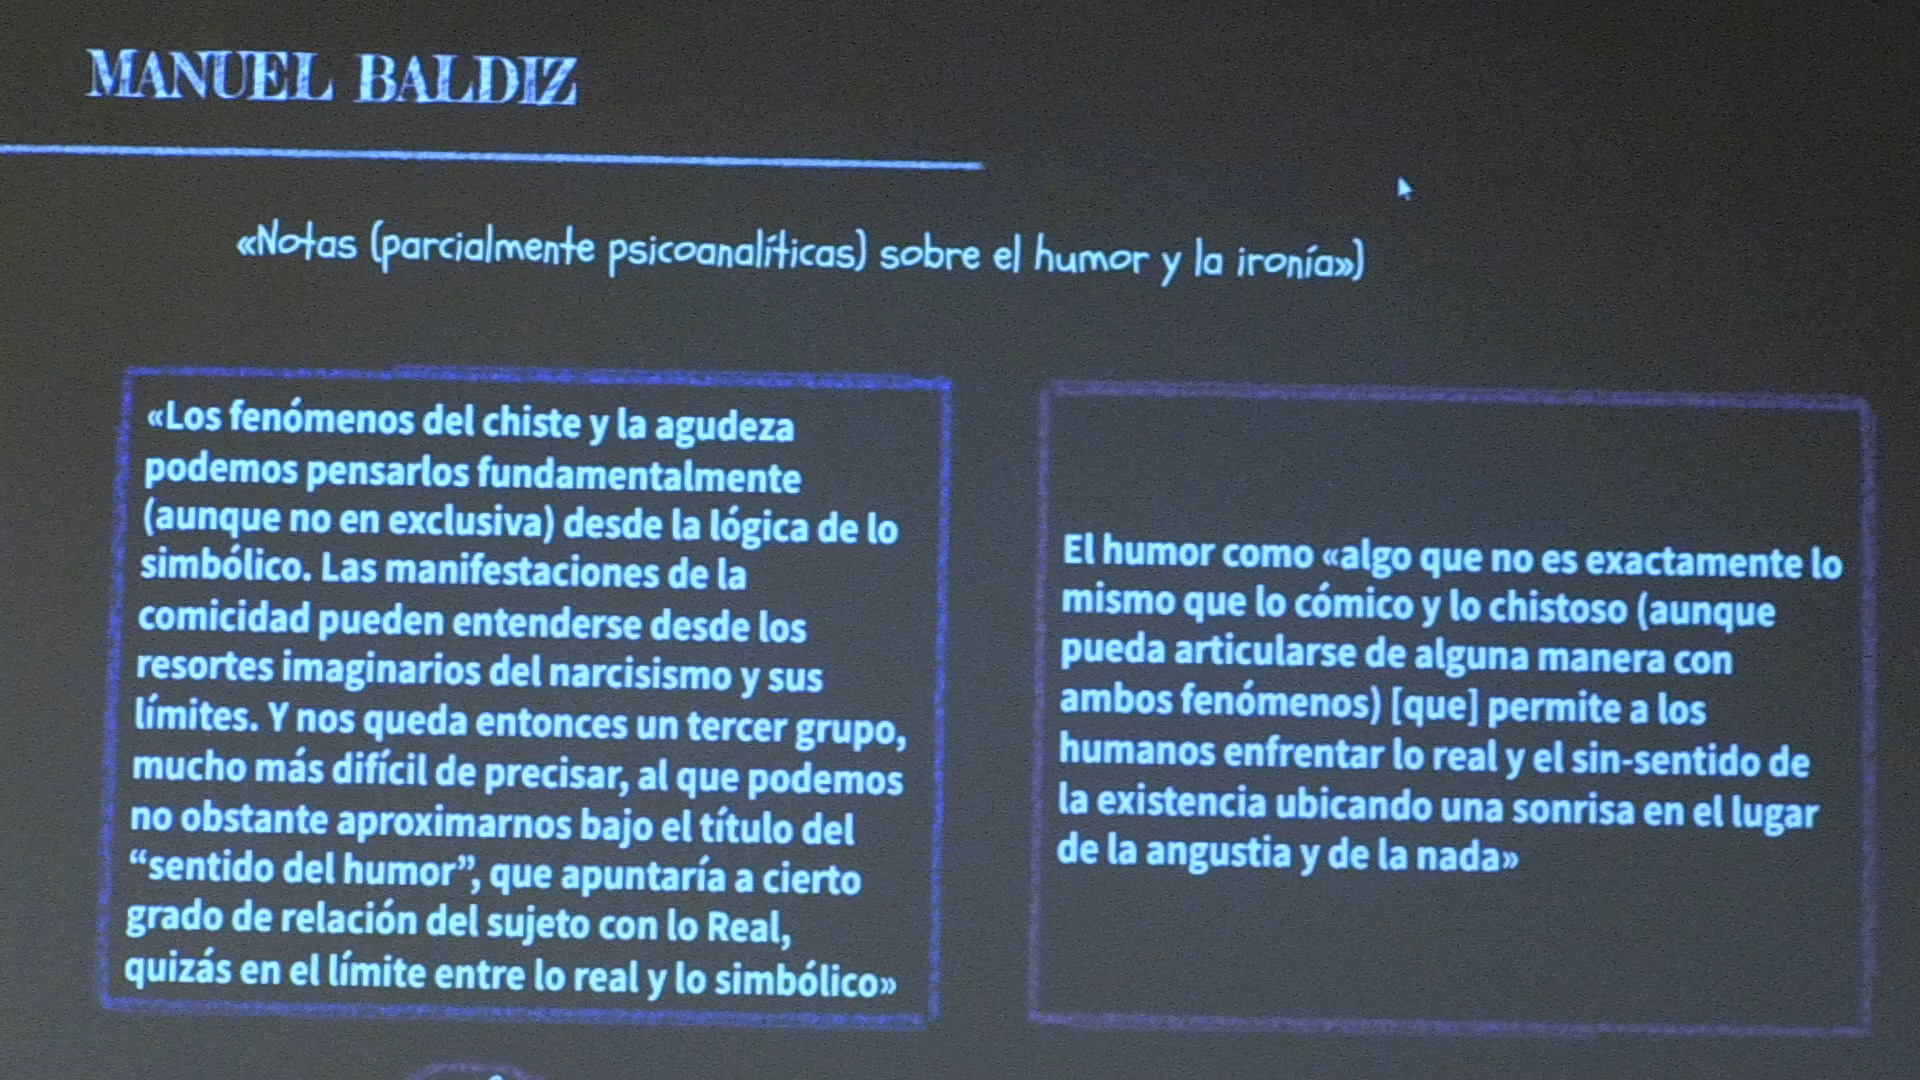 MANUEL BALDIZ
«Notas (parcialmente psicoanalíticas) sobre el humor y la ironía»)
«Los fenómenos del chiste y la agudeza
podemos pensarlos fundamentalmente
(aunque no en exclusiva) desde la lógica de lo
simbólico. Las manifestaciones de la
comicidad pueden entenderse desde los
resortes imaginarios del narcisismo y sus
límites. Y nos queda entonces un tercer grupo,
mucho más difícil de precisar, al que podemos
no obstante aproximarnos bajo el título del
“sentido del humor”, que apuntaría a cierto
grado de relación del sujeto con lo Real,
quizás en el límite entre lo real y lo simbólico»
El humor como «algo que no es exactamente lo
mismo que lo cómico y lo chistoso (aunque
pueda articularse de alguna manera con
ambos fenómenos) [que] permite a los
humanos enfrentar lo real y el sin-sentido de
la existencia ubicando una sonrisa en el lugar
de la angustia y de la nada»